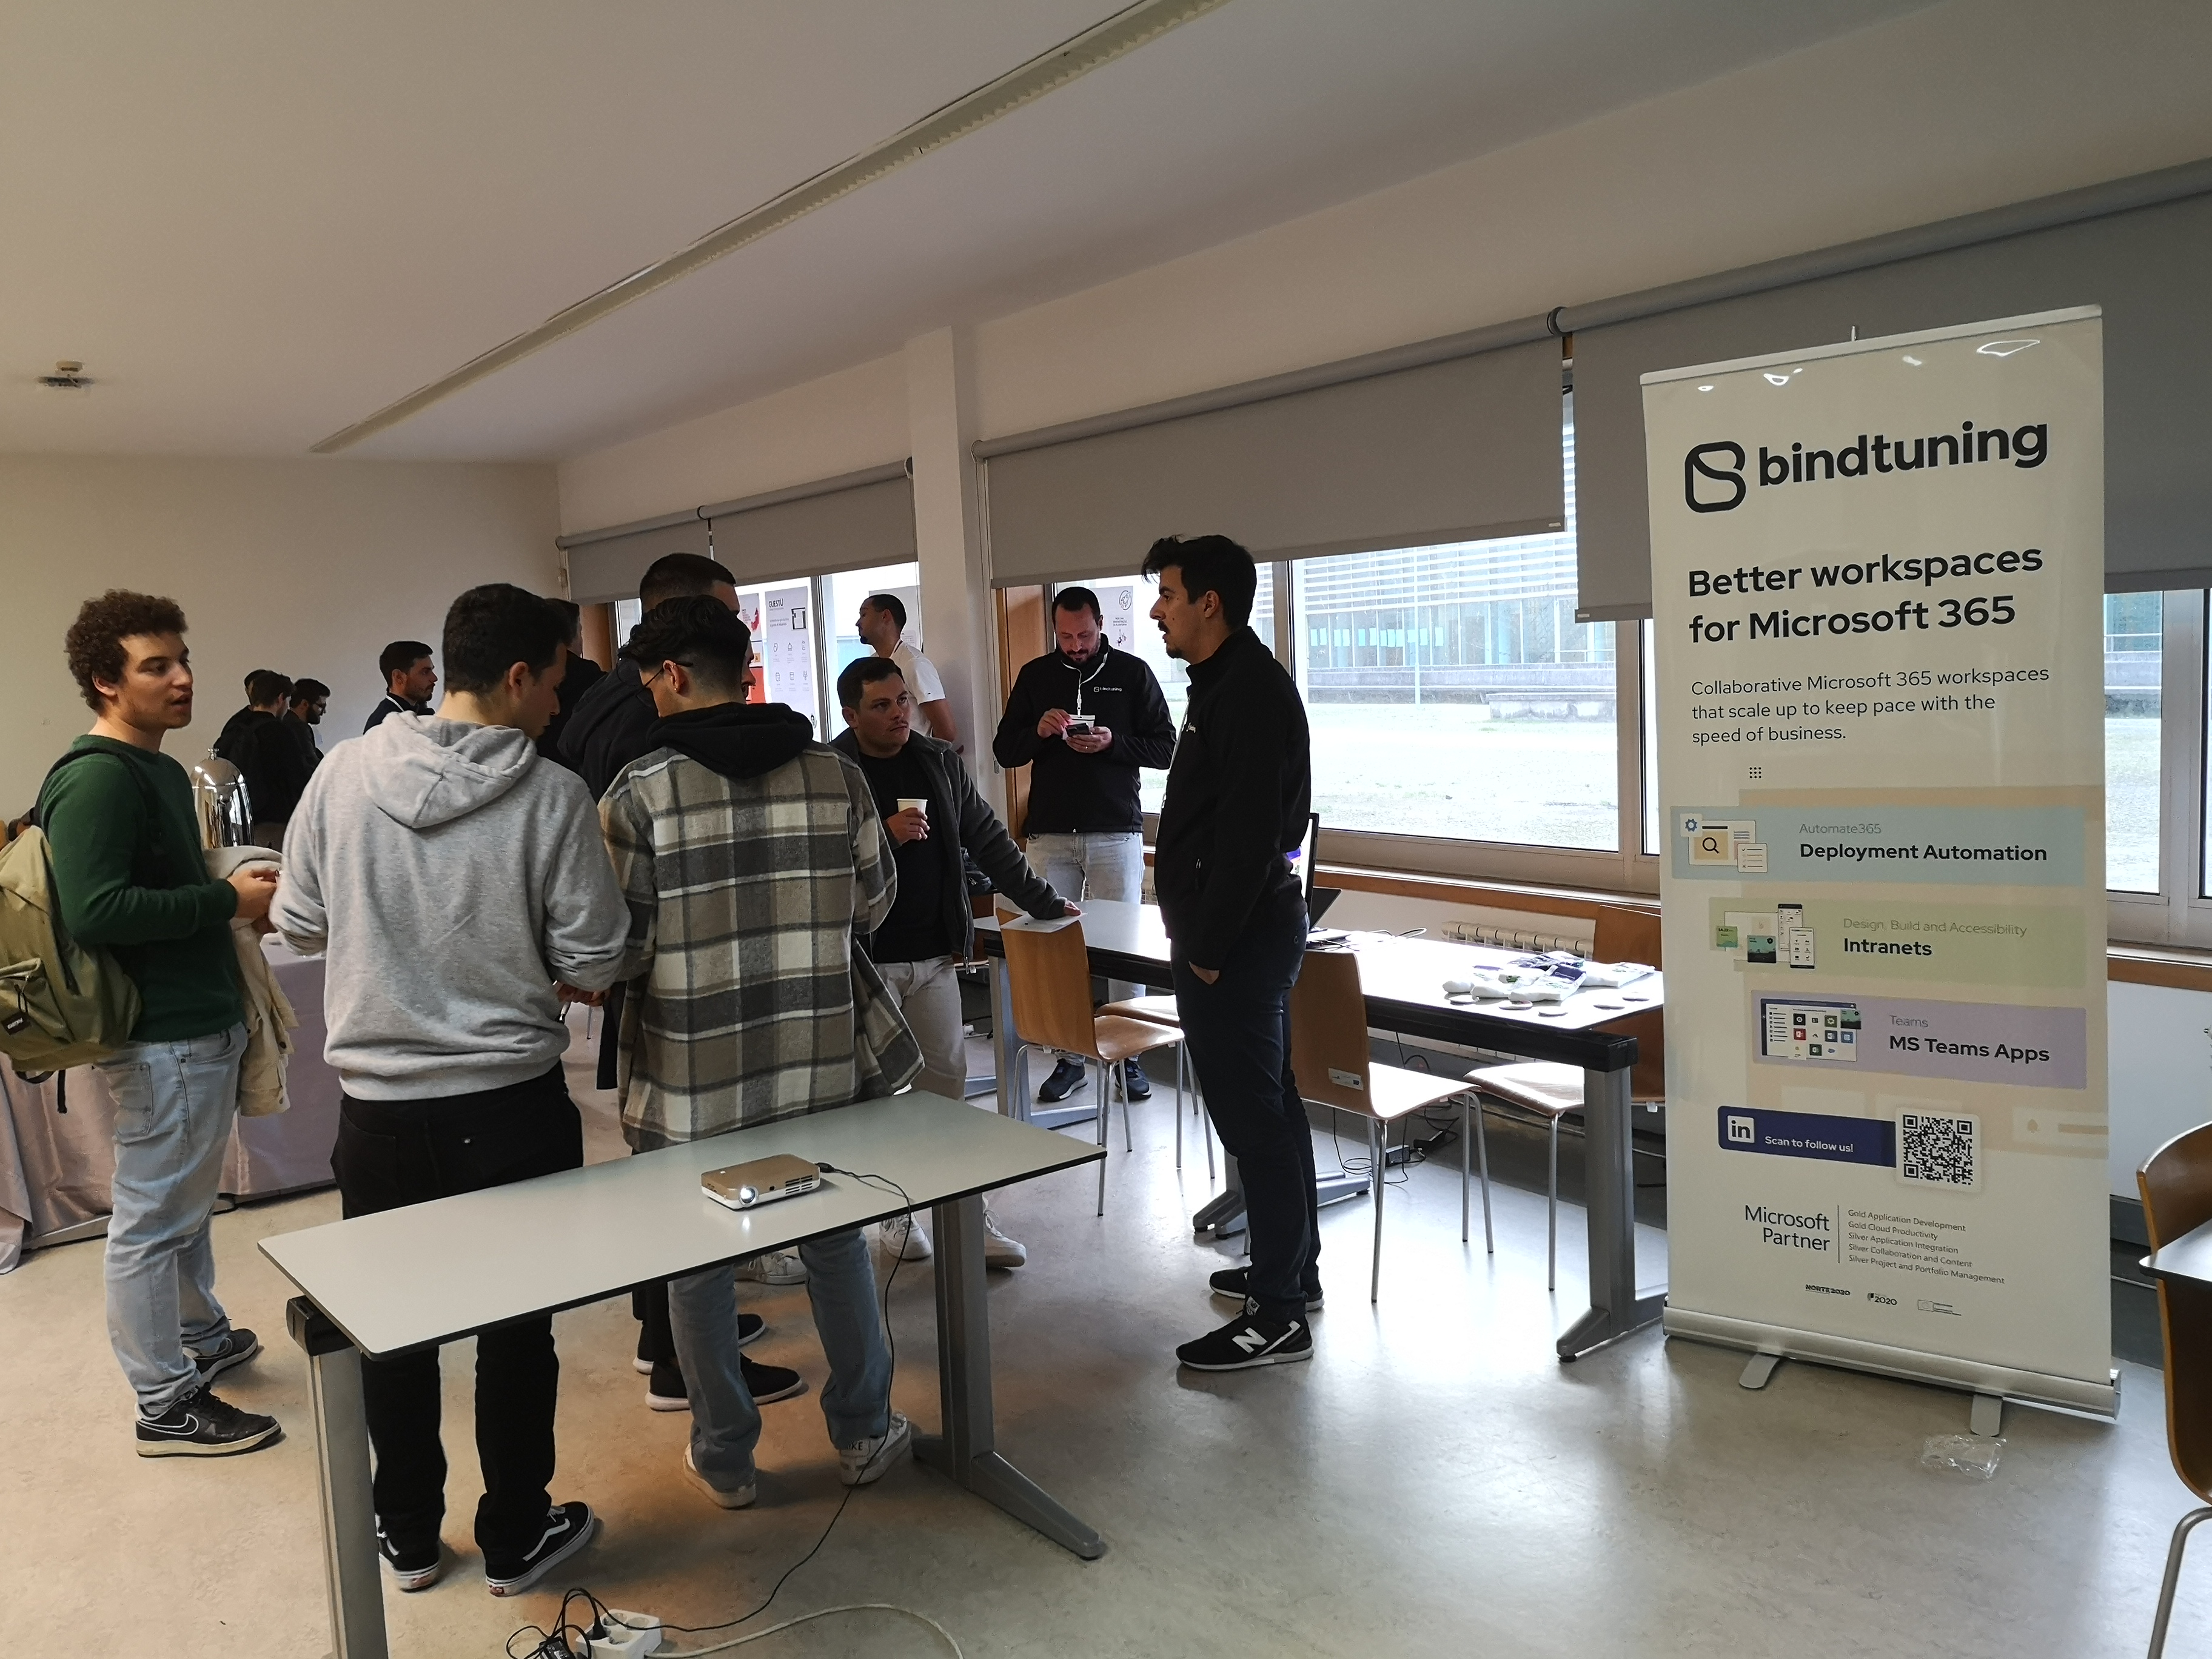 bindtuning
Better workspaces
for Microsoft 365
Collaborative Microsoft 365 workspaces
that scale up to keep pace with the
speed of business.
Automate365
Deployment Automation
Design, Build and Accessibility
Intranets
Teams
MS Teams Apps
in
Scan to follow us!
Microsoft
Partner
Gold Application Development
Gold Cloud Productivity
Silver Application Integration
Silver Collaboration and Content
Silver Project and Portfolio Management
NORTE2020
2020
bindtuning
N